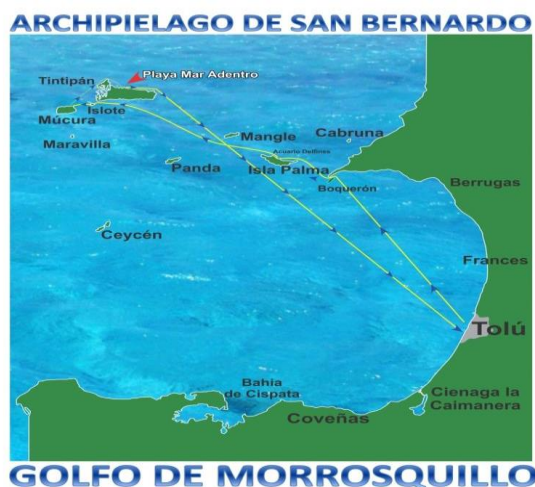 ARCHIPIELAGO DE SAN BERNARDO
Playa Mar Adentro
Tintipán
Islote
Múcura
Maravilla
Mangle
Cabruna
Acuario Delfines
Panda
Isla Palma
Boquerón
Berrugas
Ceycén
Frances
Tolú
Bahia
de Cispata
Cienaga la
Caimanera
Coveñas
GOLFO DE MORROSQUILLO